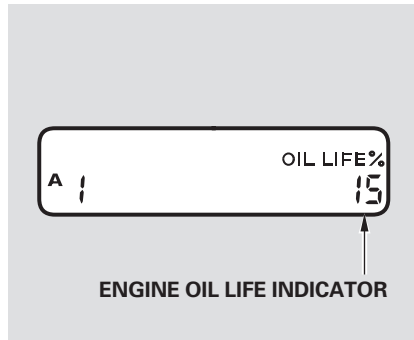 OIL LIFE%
A 1 15
ENGINE OIL LIFE INDICATOR